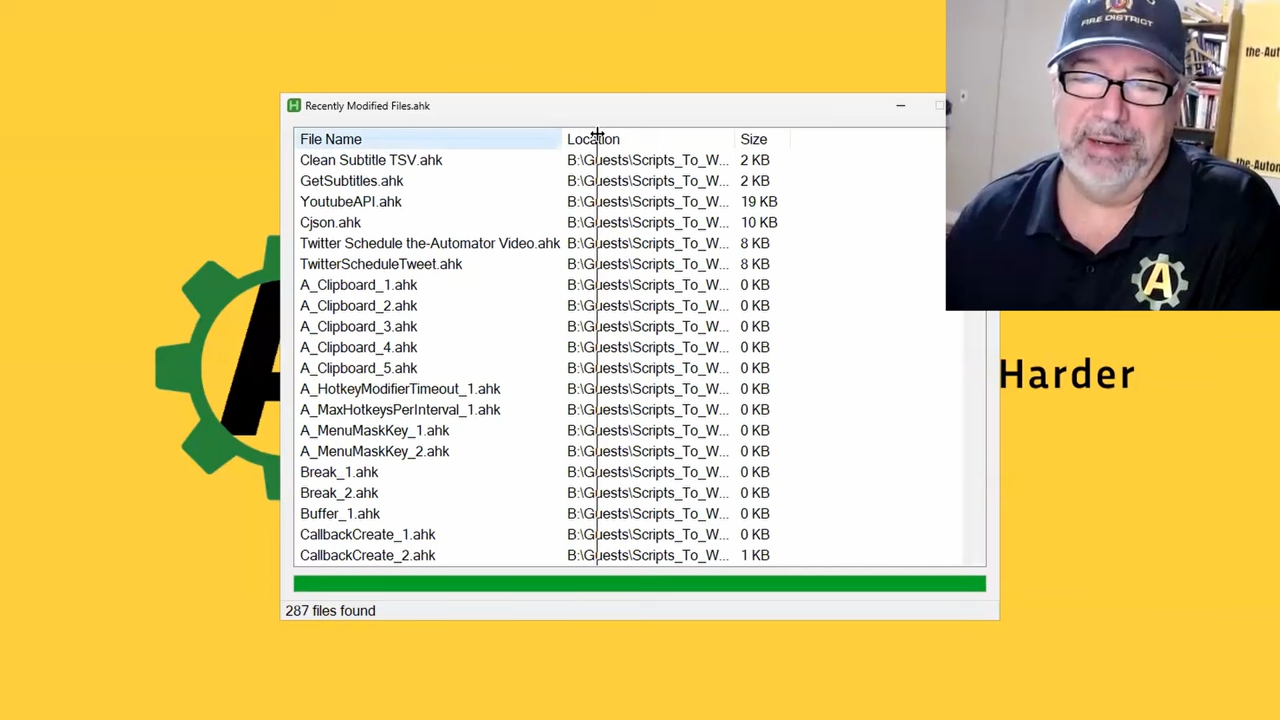 FIRE DISTRICT
the-Aut
the-Autom
A
Recently Modified Files.ahk
File Name Location Size
Clean Subtitle TSV.ahk B:\Guests\Scripts_To_W... 2 KB
GetSubtitles.ahk B:\Guests\Scripts_To_W... 2 KB
YoutubeAPI.ahk B:\Guests\Scripts_To_W... 19 KB
Cjson.ahk B:\Guests\Scripts_To_W... 10 KB
Twitter Schedule the-Automator Video.ahk B:\Guests\Scripts_To_W... 8 KB
TwitterScheduleTweet.ahk B:\Guests\Scripts_To_W... 8 KB
A_Clipboard_1.ahk B:\Guests\Scripts_To_W... 0 KB
A_Clipboard_2.ahk B:\Guests\Scripts_To_W... 0 KB
A_Clipboard_3.ahk B:\Guests\Scripts_To_W... 0 KB
A_Clipboard_4.ahk B:\Guests\Scripts_To_W... 0 KB
A_Clipboard_5.ahk B:\Guests\Scripts_To_W... 0 KB
A_HotkeyModifierTimeout_1.ahk B:\Guests\Scripts_To_W... 0 KB
A_MaxHotkeysPerInterval_1.ahk B:\Guests\Scripts_To_W... 0 KB
A_MenuMaskKey_1.ahk B:\Guests\Scripts_To_W... 0 KB
A_MenuMaskKey_2.ahk B:\Guests\Scripts_To_W... 0 KB
Break_1.ahk B:\Guests\Scripts_To_W... 0 KB
Break_2.ahk B:\Guests\Scripts_To_W... 0 KB
Buffer_1.ahk B:\Guests\Scripts_To_W... 0 KB
CallbackCreate_1.ahk B:\Guests\Scripts_To_W... 0 KB
CallbackCreate_2.ahk B:\Guests\Scripts_To_W... 1 KB
287 files found
Harder